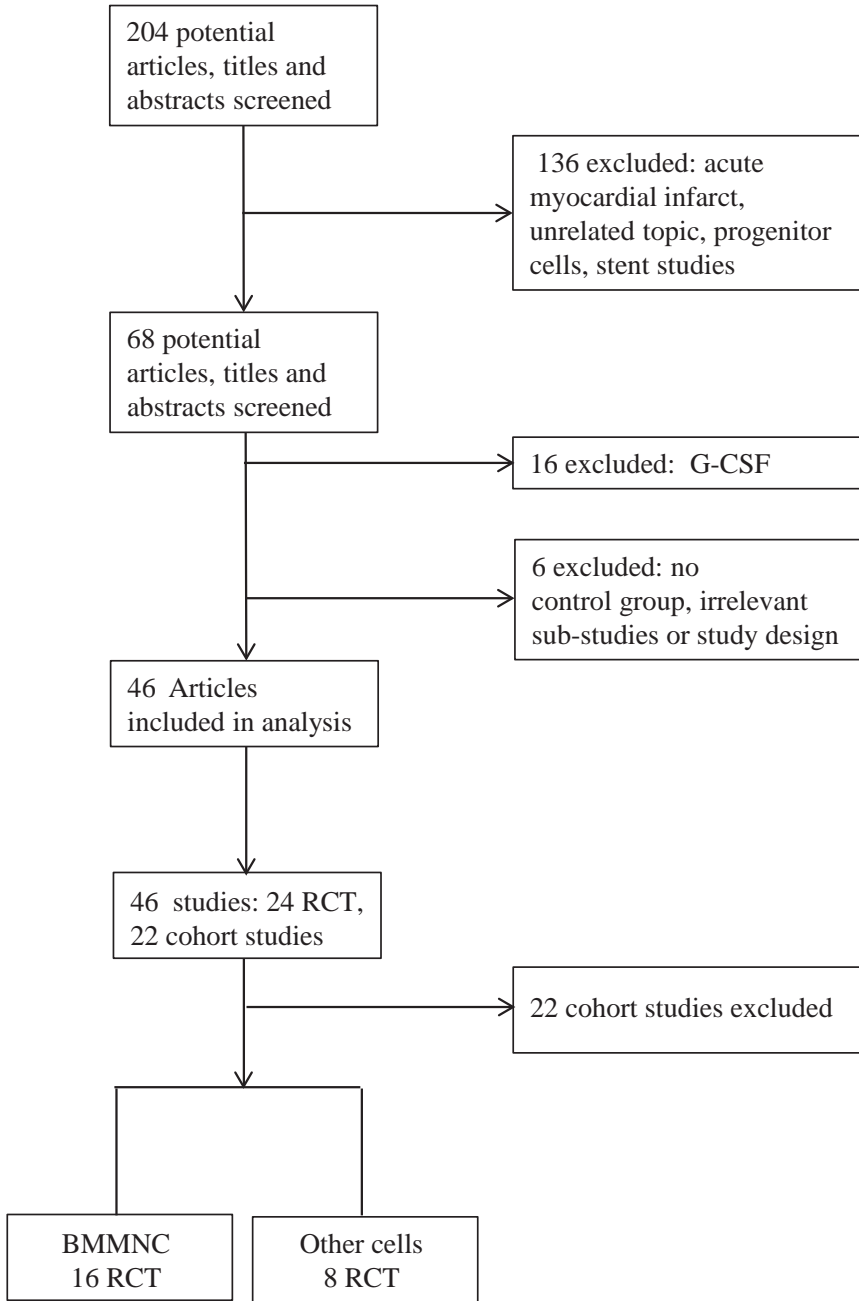 204 potential
articles, titles and
abstracts screened
136 excluded: acute
myocardial infarct,
unrelated topic, progenitor
cells, stent studies
68 potential
articles, titles and
abstracts screened
16 excluded: G-CSF
6 excluded: no
control group, irrelevant
sub-studies or study design
46 Articles
included in analysis
46 studies: 24 RCT,
22 cohort studies
22 cohort studies excluded
BMMNC
16 RCT
Other cells
8 RCT